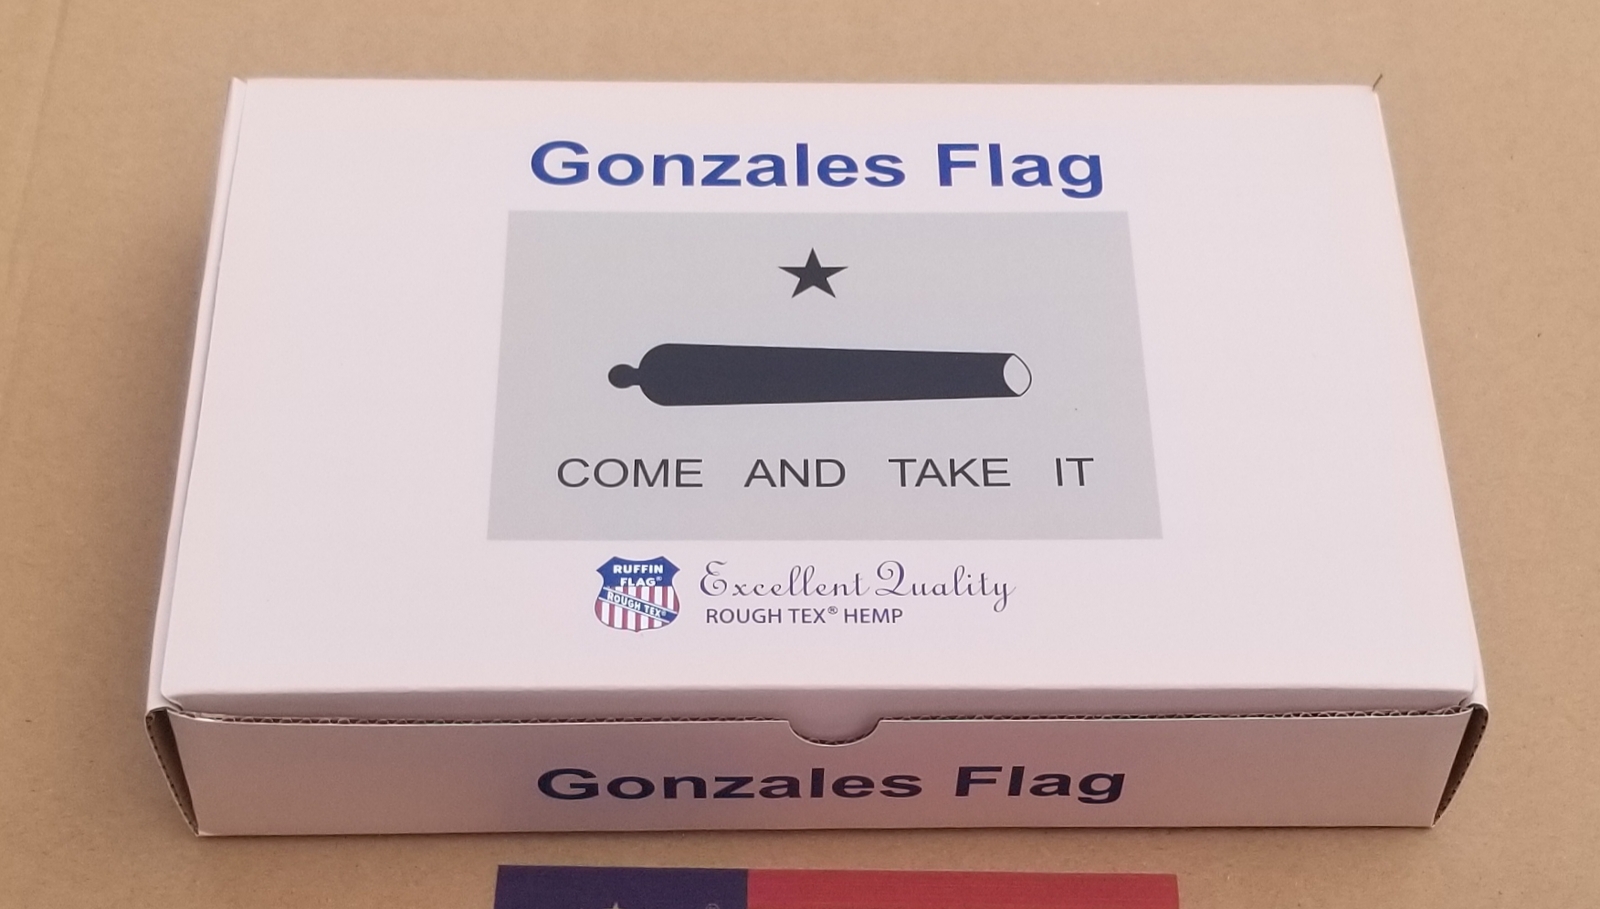 Gonzales Flag
COME AND TAKE IT
RUFFIN
FLAG®
ROUGH TEX®
Excellent Quality
ROUGH TEX® HEMP
Gonzales Flag